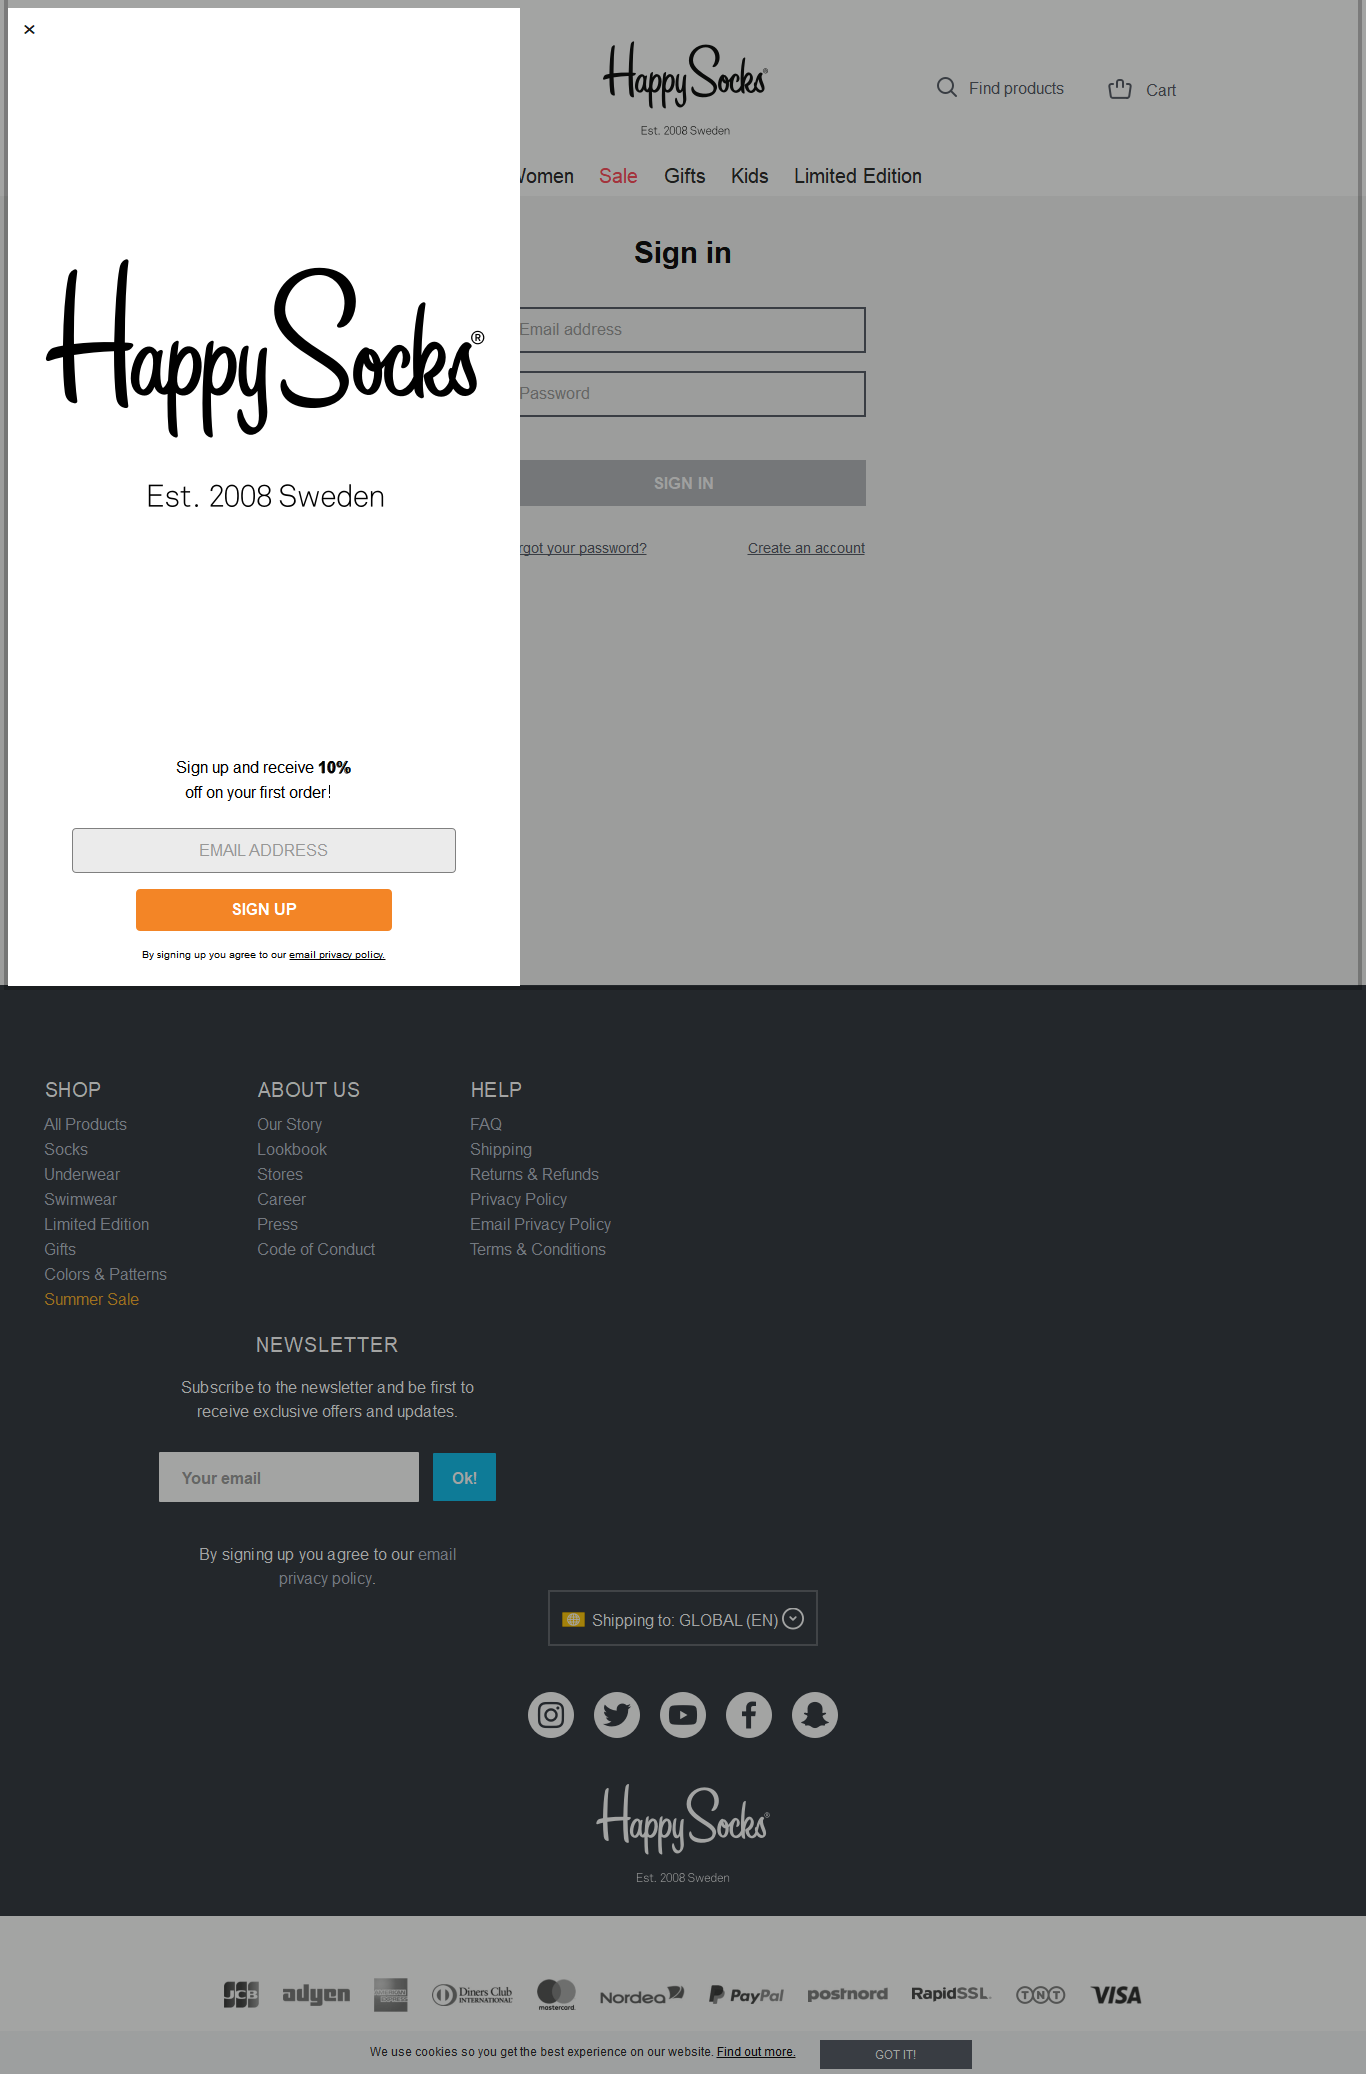 ×
Happy Socks®
Est. 2008 Sweden
Sign up and receive 10%
off on your first order!
EMAIL ADDRESS
SIGN UP
By signing up you agree to our email privacy policy.
Happy Socks®
Est. 2008 Sweden
Find products
Cart
Women Sale Gifts Kids Limited Edition
Sign in
Email address
Password
SIGN IN
rgot your password? Create an account
SHOP
All Products
Socks
Underwear
Swimwear
Limited Edition
Gifts
Colors & Patterns
Summer Sale
ABOUT US
Our Story
Lookbook
Stores
Career
Press
Code of Conduct
HELP
FAQ
Shipping
Returns & Refunds
Privacy Policy
Email Privacy Policy
Terms & Conditions
NEWSLETTER
Subscribe to the newsletter and be first to
receive exclusive offers and updates.
Your email Ok!
By signing up you agree to our email
privacy policy.
Shipping to: GLOBAL (EN)
Happy Socks®
Est. 2008 Sweden
JCB adyen AMERICAN EXPRESS Diners Club INTERNATIONAL mastercard Nordea PayPal postnord RapidSSL TNT VISA
We use cookies so you get the best experience on our website. Find out more. GOT IT!